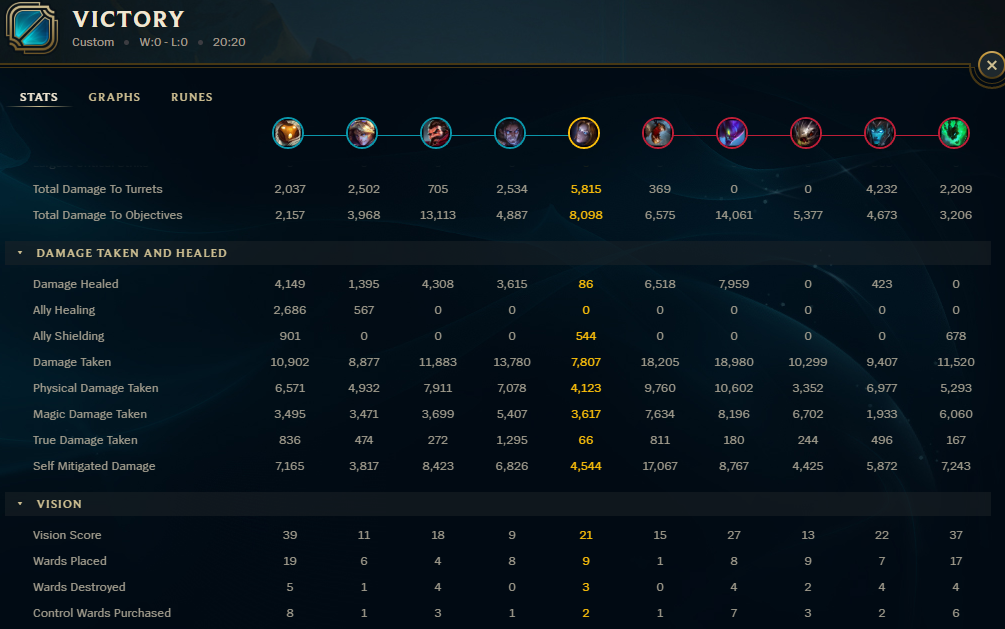 VICTORY
Custom • W:0 - L:0 • 20:20
STATS GRAPHS RUNES
Total Damage To Turrets 2,037 2,502 705 2,534 5,815 369 0 0 4,232 2,209
Total Damage To Objectives 2,157 3,968 13,113 4,887 8,098 6,575 14,061 5,377 4,673 3,206
DAMAGE TAKEN AND HEALED
Damage Healed 4,149 1,395 4,308 3,615 86 6,518 7,959 0 423 0
Ally Healing 2,686 567 0 0 0 0 0 0 0 0
Ally Shielding 901 0 0 0 544 0 0 0 0 678
Damage Taken 10,902 8,877 11,883 13,780 7,807 18,205 18,980 10,299 9,407 11,520
Physical Damage Taken 6,571 4,932 7,911 7,078 4,123 9,760 10,602 3,352 6,977 5,293
Magic Damage Taken 3,495 3,471 3,699 5,407 3,617 7,634 8,196 6,702 1,933 6,060
True Damage Taken 836 474 272 1,295 66 811 180 244 496 167
Self Mitigated Damage 7,165 3,817 8,423 6,826 4,544 17,067 8,767 4,425 5,872 7,243
VISION
Vision Score 39 11 18 9 21 15 27 13 22 37
Wards Placed 19 6 4 8 9 1 8 9 7 17
Wards Destroyed 5 1 4 0 3 0 4 2 4 4
Control Wards Purchased 8 1 3 1 2 1 7 3 2 6